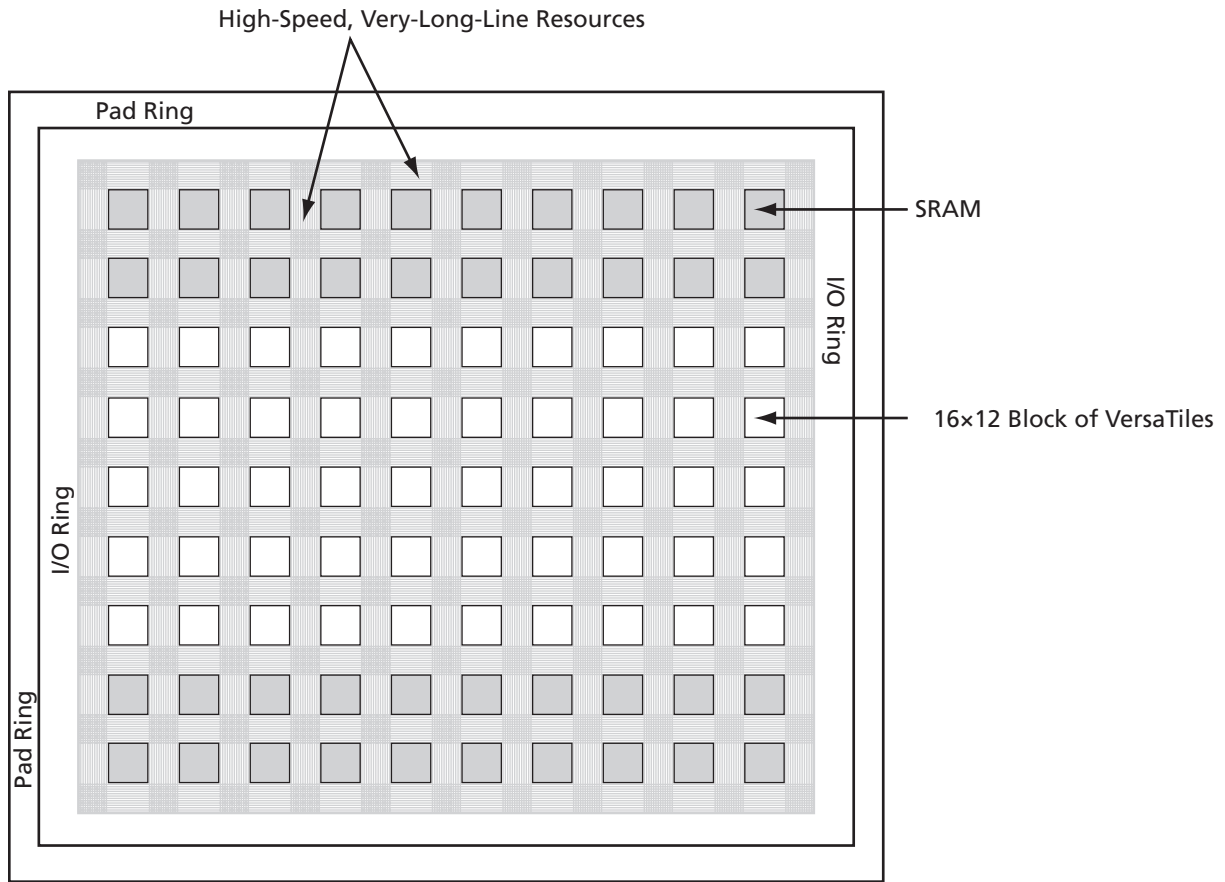 High-Speed, Very-Long-Line Resources
Pad Ring
SRAM
I/O Ring
16×12 Block of VersaTiles
I/O Ring
Pad Ring